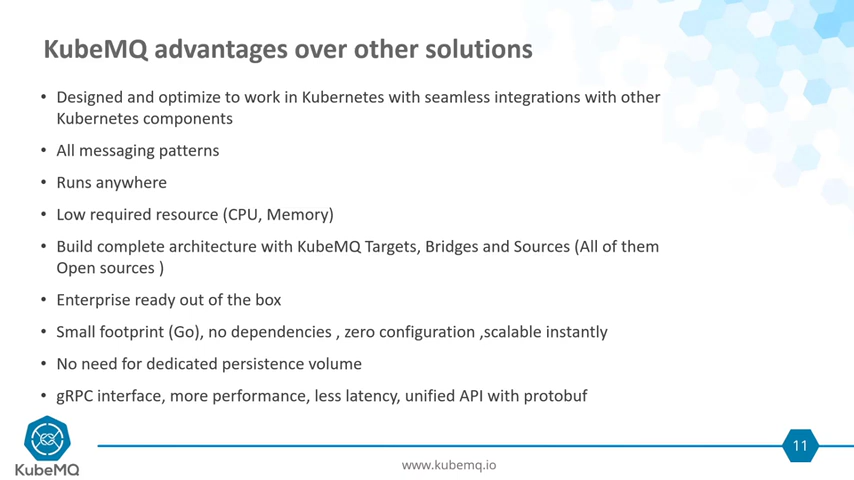 KubeMQ advantages over other solutions
• Designed and optimize to work in Kubernetes with seamless integrations with other
Kubernetes components
• All messaging patterns
• Runs anywhere
• Low required resource (CPU, Memory)
• Build complete architecture with KubeMQ Targets, Bridges and Sources (All of them
Open sources )
• Enterprise ready out of the box
• Small footprint (Go), no dependencies , zero configuration ,scalable instantly
• No need for dedicated persistence volume
• gRPC interface, more performance, less latency, unified API with protobuf
KubeMQ
www.kubemq.io
11